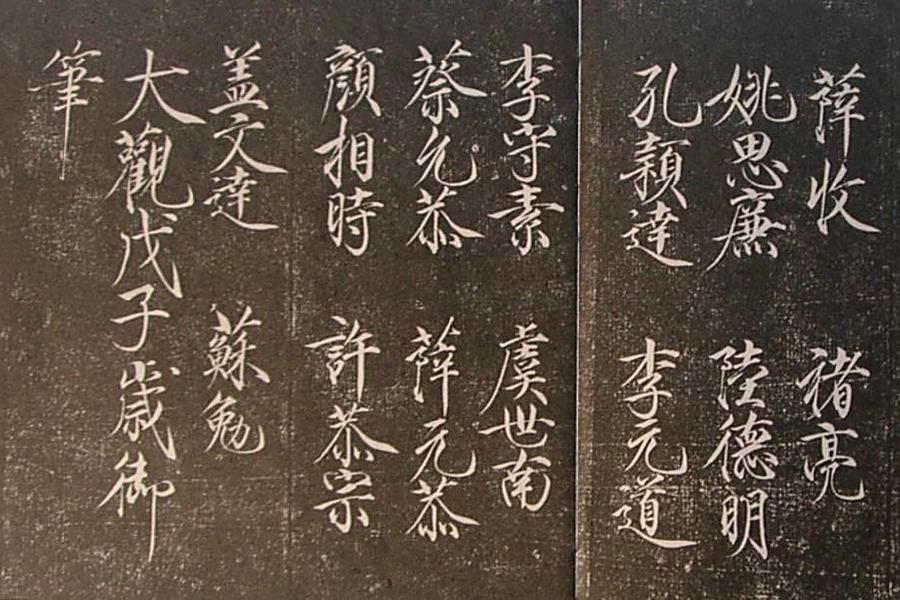 薛收 褚亮
姚思廉 陸德明
孔穎達 李元道
李守素 虞世南
蔡允恭 薛元恭
顏相時 許恭宗
蓋文達 蘇勉
大觀戊子歲御
筆